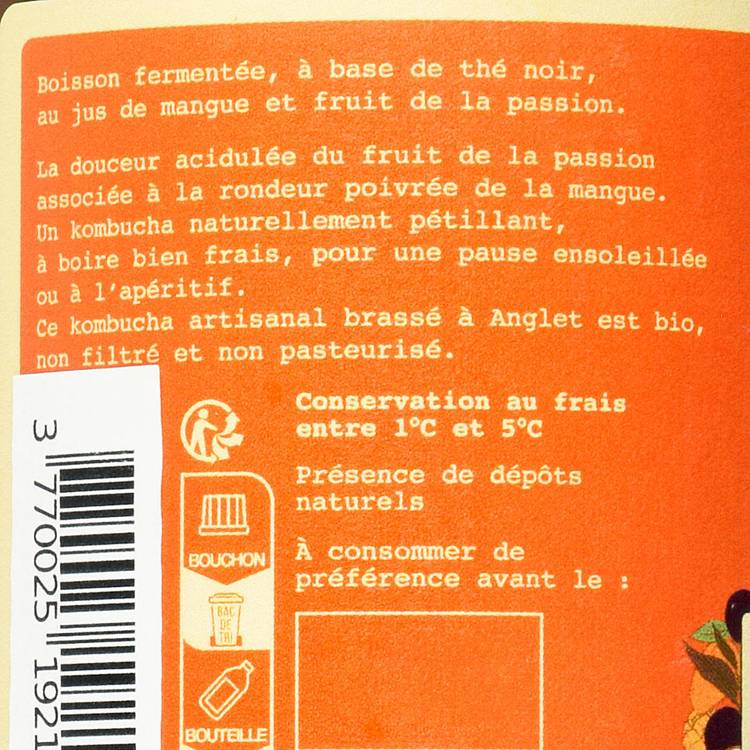 Boisson fermentée, à base de thé noir,
au jus de mangue et fruit de la passion.
La douceur acidulée du fruit de la passion
associée à la rondeur poivrée de la mangue.
Un kombucha naturellement pétillant,
à boire bien frais, pour une pause ensoleillée
ou à l'apéritif.
Ce kombucha artisanal brassé à Anglet est bio,
non filtré et non pasteurisé.
Conservation au frais
entre 1°C et 5°C
Présence de dépôts
naturels
À consommer de
préférence avant le :
BOUCHON
BAC
DE
TRI
BOUTEILLE
3 770025 1921